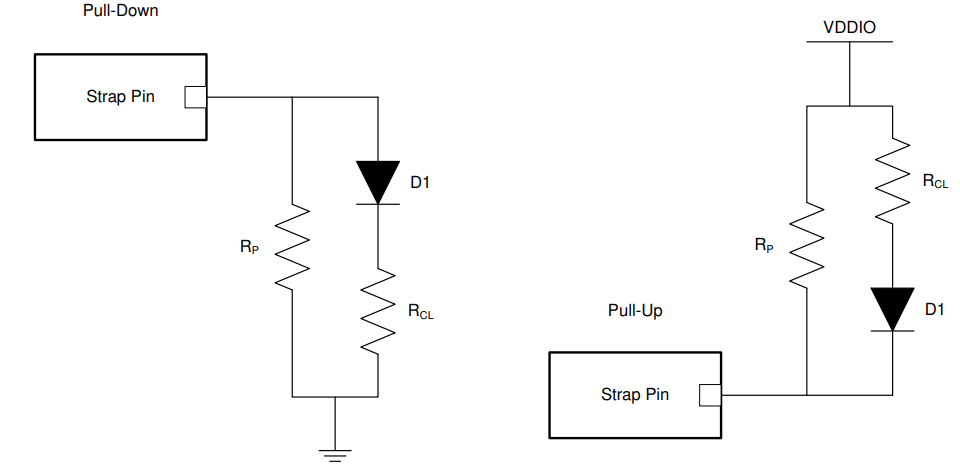 Pull-Down
Strap Pin
D1
RP
RCL
VDDIO
RCL
RP
D1
Pull-Up
Strap Pin